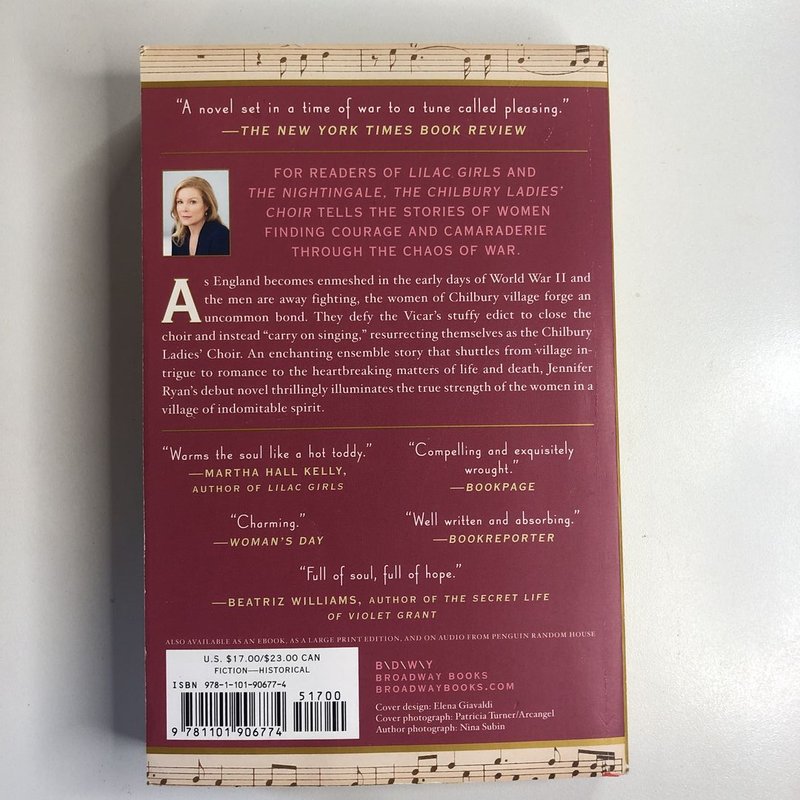 “A novel set in a time of war to a tune called pleasing.”
—THE NEW YORK TIMES BOOK REVIEW
FOR READERS OF LILAC GIRLS AND
THE NIGHTINGALE, THE CHILBURY LADIES’
CHOIR TELLS THE STORIES OF WOMEN
FINDING COURAGE AND CAMARADERIE
THROUGH THE CHAOS OF WAR.
As England becomes enmeshed in the early days of World War II and
the men are away fighting, the women of Chilbury village forge an
uncommon bond. They defy the Vicar’s stuffy edict to close the
choir and instead “carry on singing,” resurrecting themselves as the Chilbury
Ladies’ Choir. An enchanting ensemble story that shuttles from village in-
trigue to romance to the heartbreaking matters of life and death, Jennifer
Ryan’s debut novel thrillingly illuminates the true strength of the women in a
village of indomitable spirit.
“Warms the soul like a hot toddy.”
—MARTHA HALL KELLY,
AUTHOR OF LILAC GIRLS
“Compelling and exquisitely
wrought.”
—BOOKPAGE
“Charming.”
—WOMAN’S DAY
“Well written and absorbing.”
—BOOKREPORTER
“Full of soul, full of hope.”
—BEATRIZ WILLIAMS, AUTHOR OF THE SECRET LIFE
OF VIOLET GRANT
ALSO AVAILABLE AS AN EBOOK, AS A LARGE PRINT EDITION, AND ON AUDIO FROM PENGUIN RANDOM HOUSE
U.S. $17.00/$23.00 CAN
FICTION—HISTORICAL
ISBN 978-1-101-90677-4
51700
9781101906774
B\D\W\Y
BROADWAY BOOKS
BROADWAYBOOKS.COM
Cover design: Elena Giavaldi
Cover photograph: Patricia Turner/Arcangel
Author photograph: Nina Subin